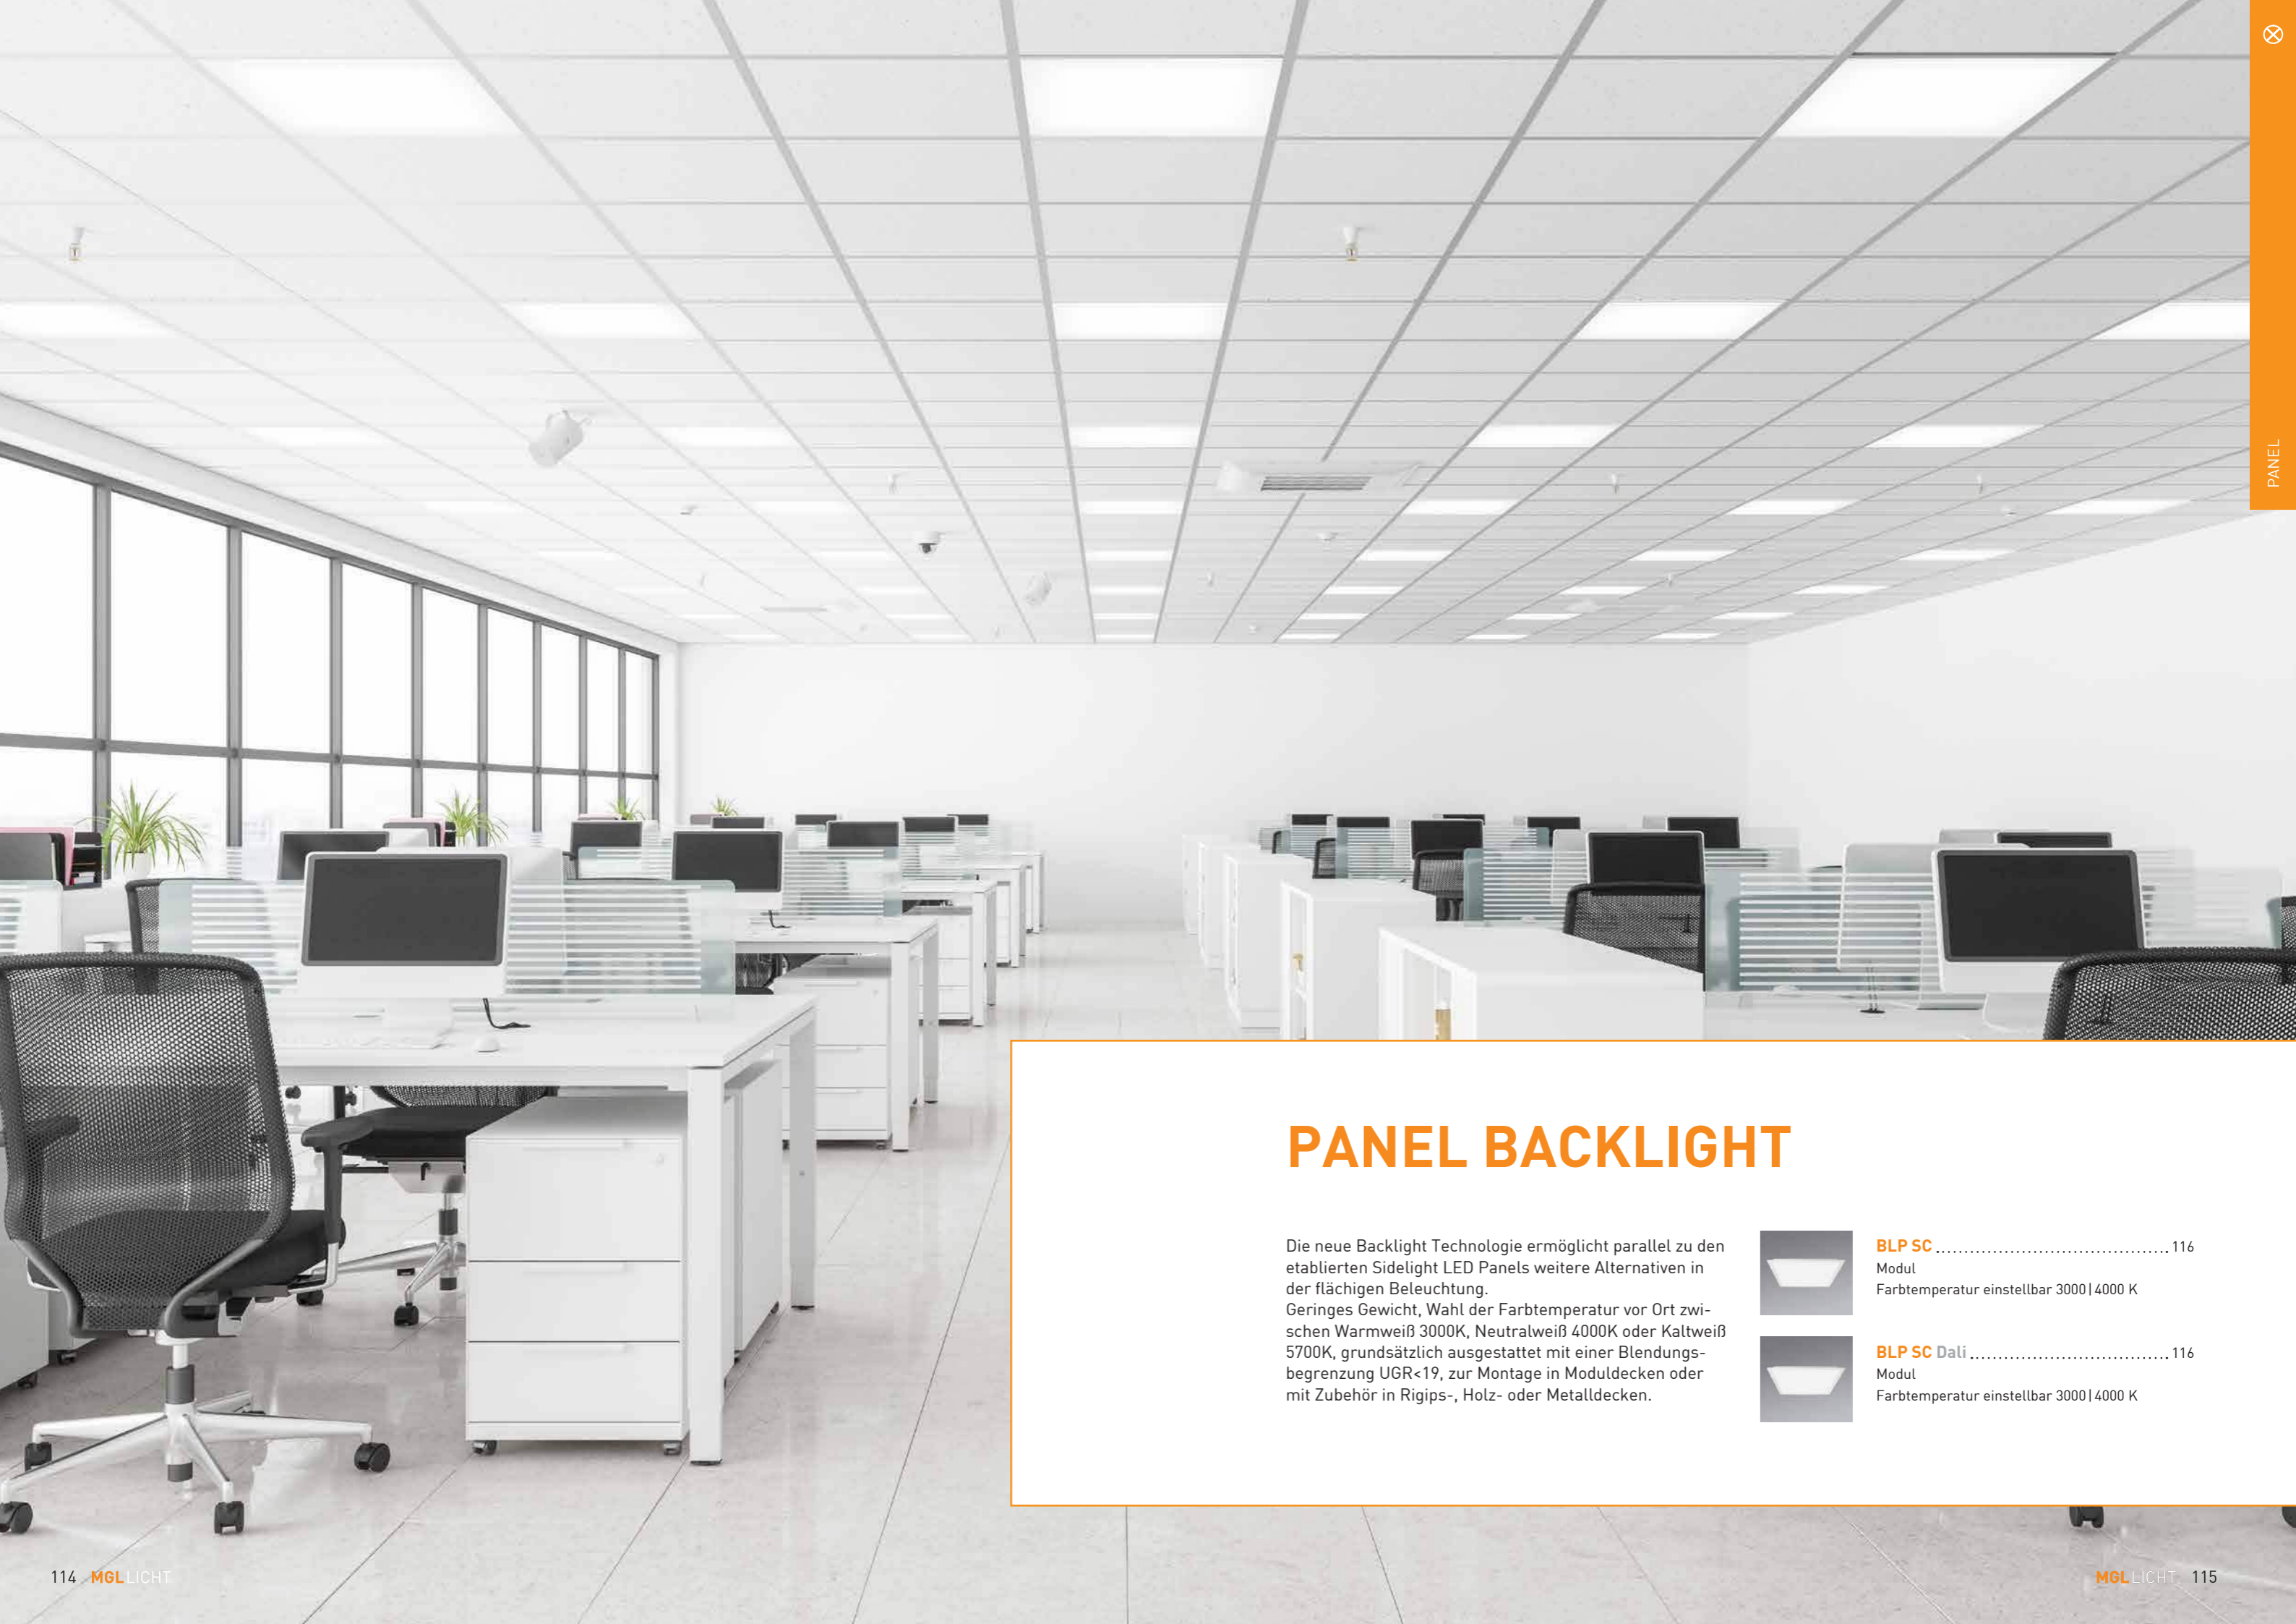 PANEL
PANEL BACKLIGHT
Die neue Backlight Technologie ermöglicht parallel zu den
etablierten Sidelight LED Panels weitere Alternativen in
der flächigen Beleuchtung.
Geringes Gewicht, Wahl der Farbtemperatur vor Ort zwi-
schen Warmweiß 3000K, Neutralweiß 4000K oder Kaltweiß
5700K, grundsätzlich ausgestattet mit einer Blendungs-
begrenzung UGR<19, zur Montage in Moduldecken oder
mit Zubehör in Rigips-, Holz- oder Metalldecken.
BLP SC ........................................ 116
Modul
Farbtemperatur einstellbar 3000|4000 K
BLP SC Dali .................................. 116
Modul
Farbtemperatur einstellbar 3000|4000 K
114 MGLLICHT
MGLLICHT 115